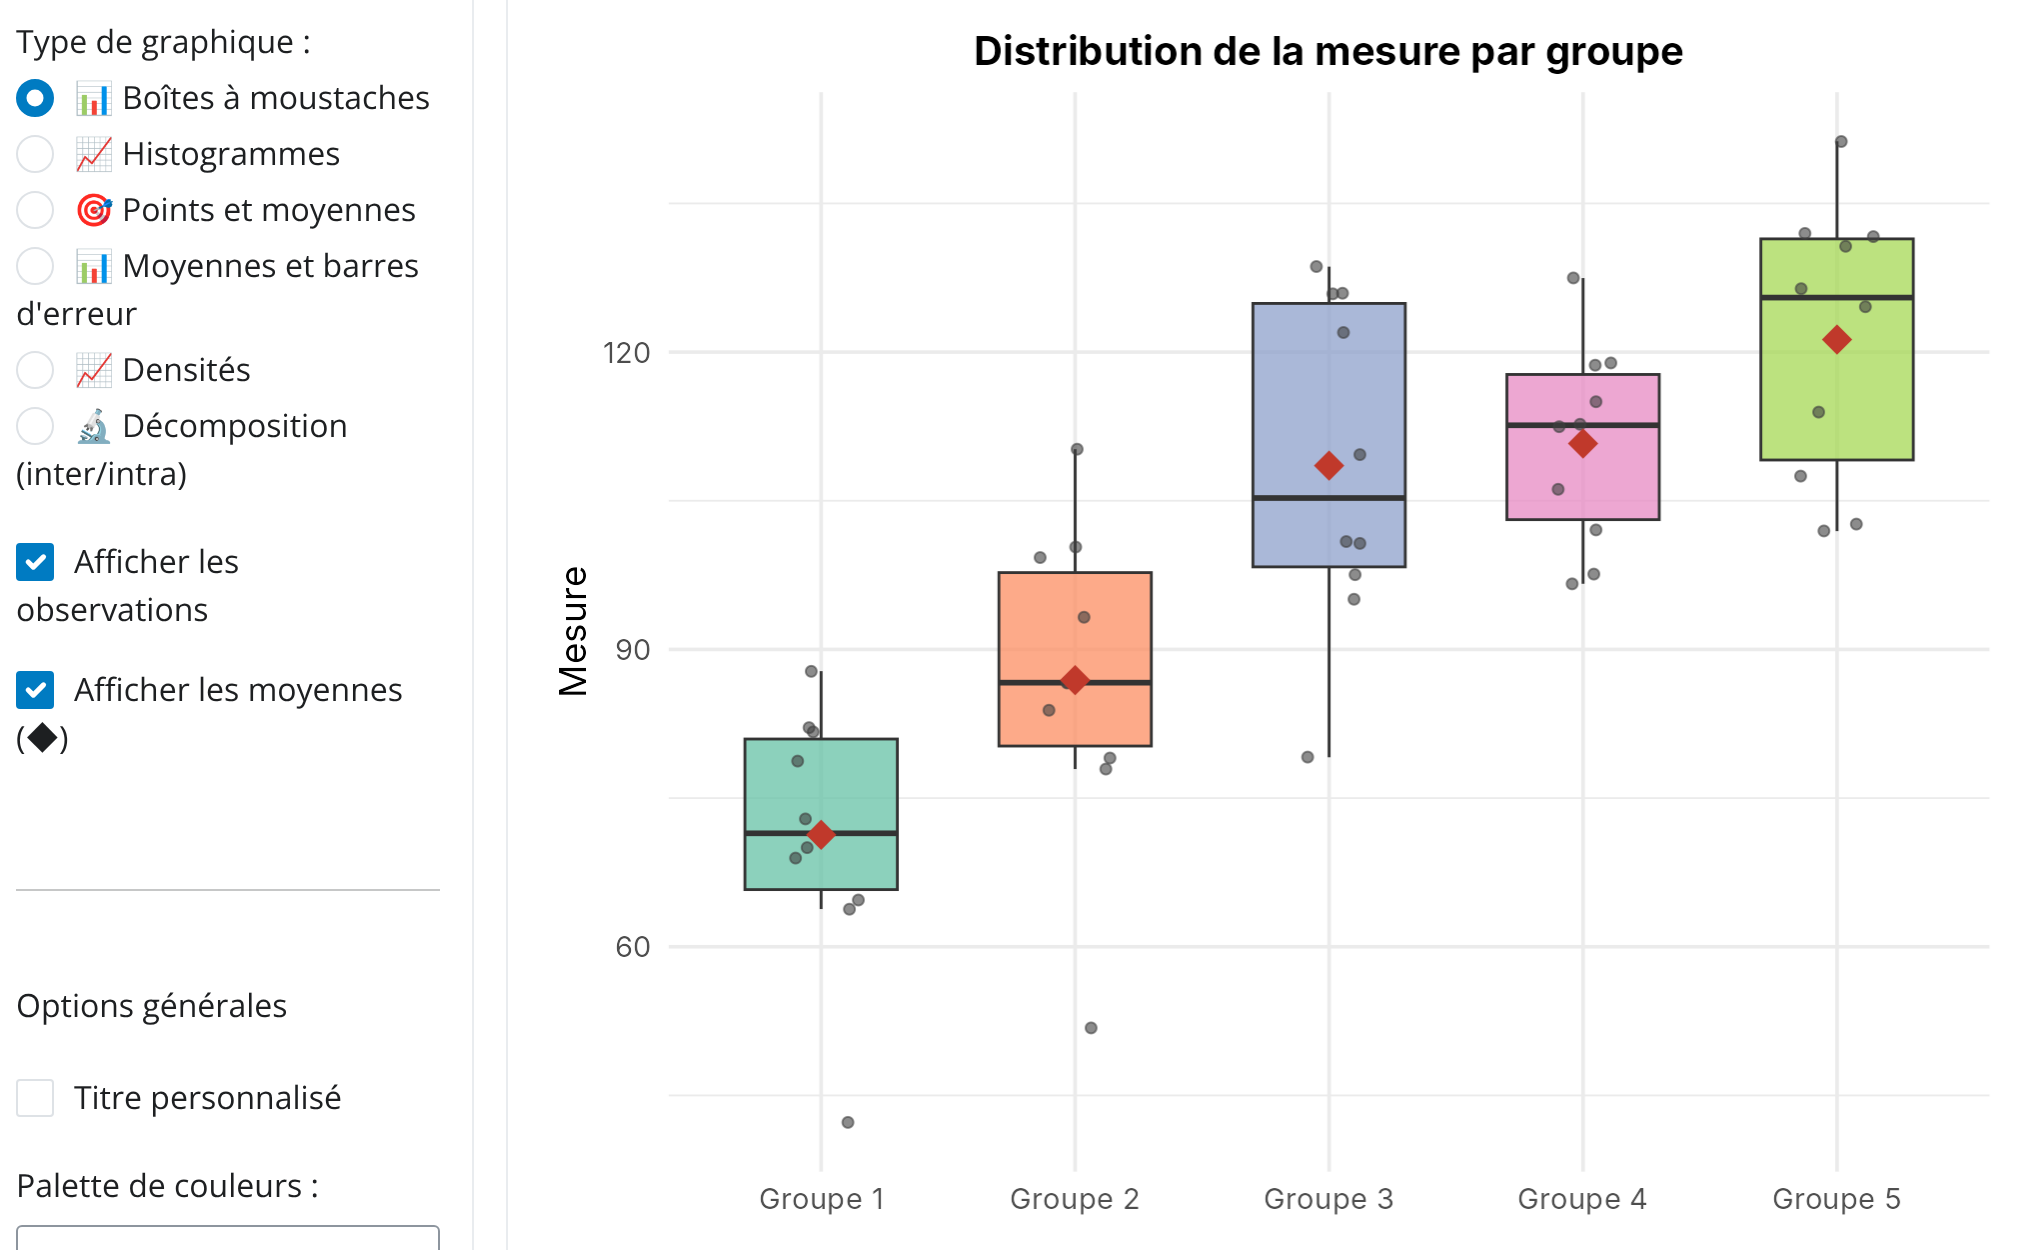 Type de graphique :
📊 Boîtes à moustaches
📈 Histogrammes
🎯 Points et moyennes
📊 Moyennes et barres
d'erreur
📈 Densités
🔬 Décomposition
(inter/intra)
Afficher les
observations
Afficher les moyennes
(◆)
Options générales
Titre personnalisé
Palette de couleurs :
Distribution de la mesure par groupe
Mesure
120
90
60
Groupe 1
Groupe 2
Groupe 3
Groupe 4
Groupe 5